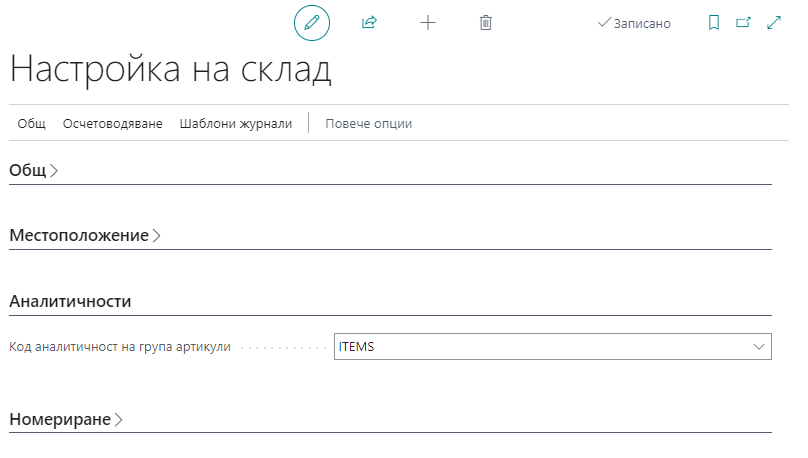 Записано
Настройка на склад
Общ Осчетоводяване Шаблони журнали Повече опции
Общ
Местоположение
Аналитичности
Код аналитичност на група артикули ITEMS
Номериране